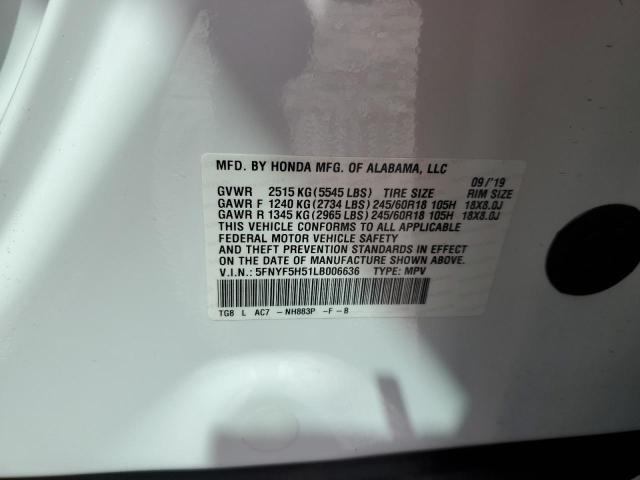 MFD. BY HONDA MFG. OF ALABAMA, LLC
09/'19
GVWR 2515 KG(5545 LBS) TIRE SIZE RIM SIZE
GAWR F 1240 KG(2734 LBS) 245/60R18 105H 18X8.0J
GAWR R 1345 KG(2965 LBS) 245/60R18 105H 18X8.0J
THIS VEHICLE CONFORMS TO ALL APPLICABLE
FEDERAL MOTOR VEHICLE SAFETY
AND THEFT PREVENTION STANDARDS IN EFFECT
ON THE DATE OF MANUFACTURE SHOWN ABOVE.
V.I.N.: 5FNYF5H51LB006636 TYPE: MPV
TG8 L AC7 -NH883P -F-B